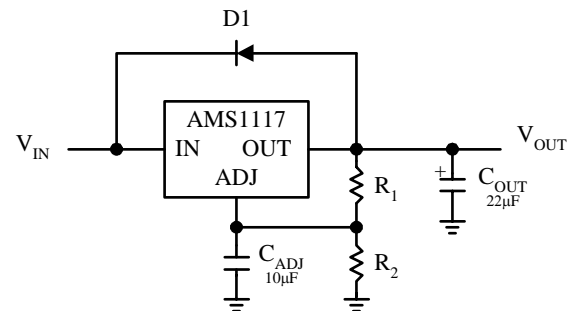 D1
AMS1117
V_IN IN OUT V_OUT
ADJ
+
R_1
C_OUT
22μF
C_ADJ
10μF
R_2